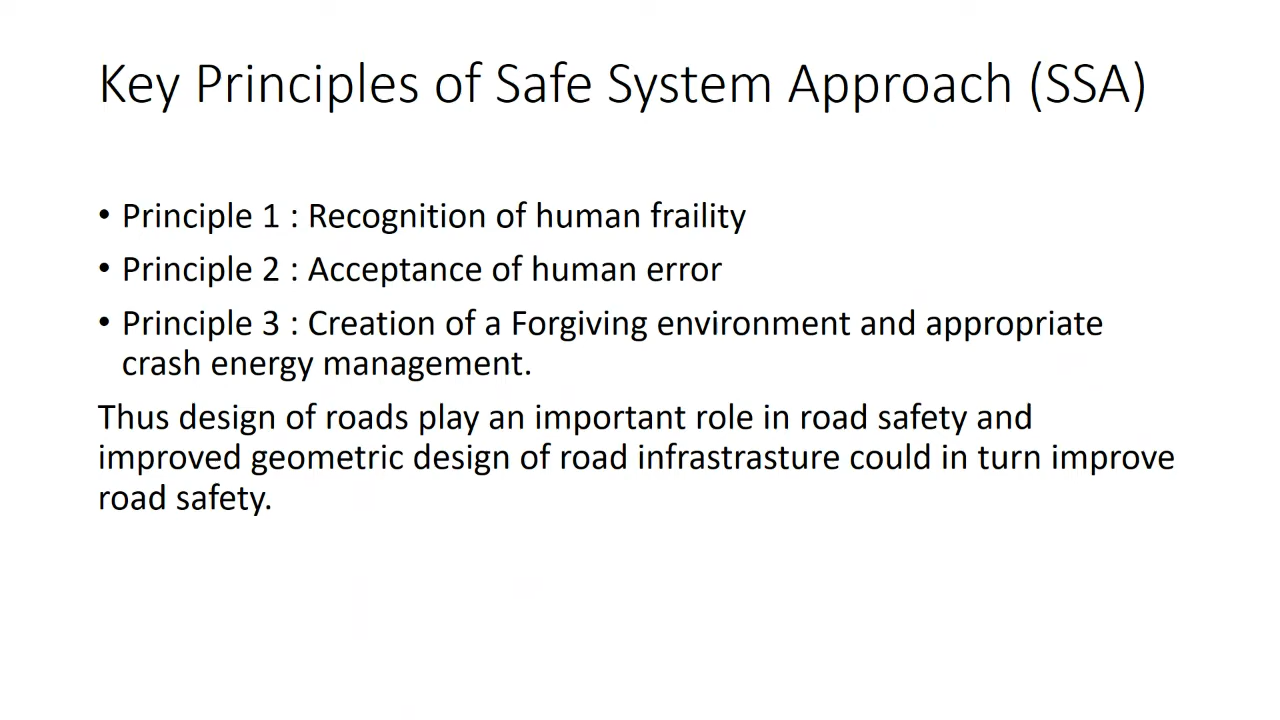 Key Principles of Safe System Approach (SSA)
• Principle 1 : Recognition of human fraility
• Principle 2 : Acceptance of human error
• Principle 3 : Creation of a Forgiving environment and appropriate
crash energy management.
Thus design of roads play an important role in road safety and
improved geometric design of road infrastrasture could in turn improve
road safety.